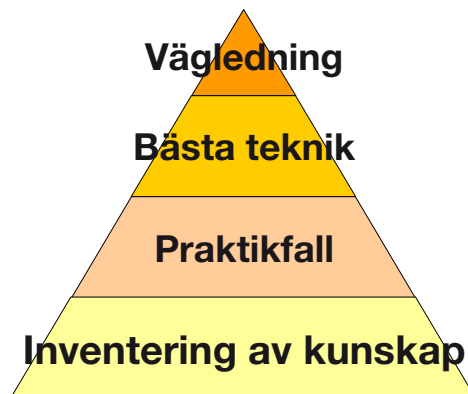 Vägledning
Bästa teknik
Praktikfall
Inventering av kunskap